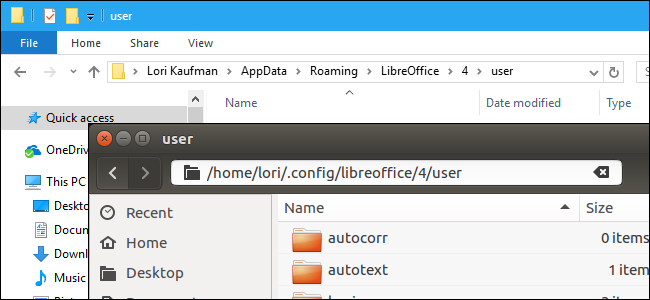 user
File Home Share View
Lori Kaufman AppData Roaming LibreOffice 4 user
Name Date modified Type
Quick access
OneDriv
This PC
Deskto
Docum
Downl
Music
user
/home/lori/.config/libreoffice/4/user
Recent
Home
Desktop
Name Size
autocorr 0 items
autotext 1 item